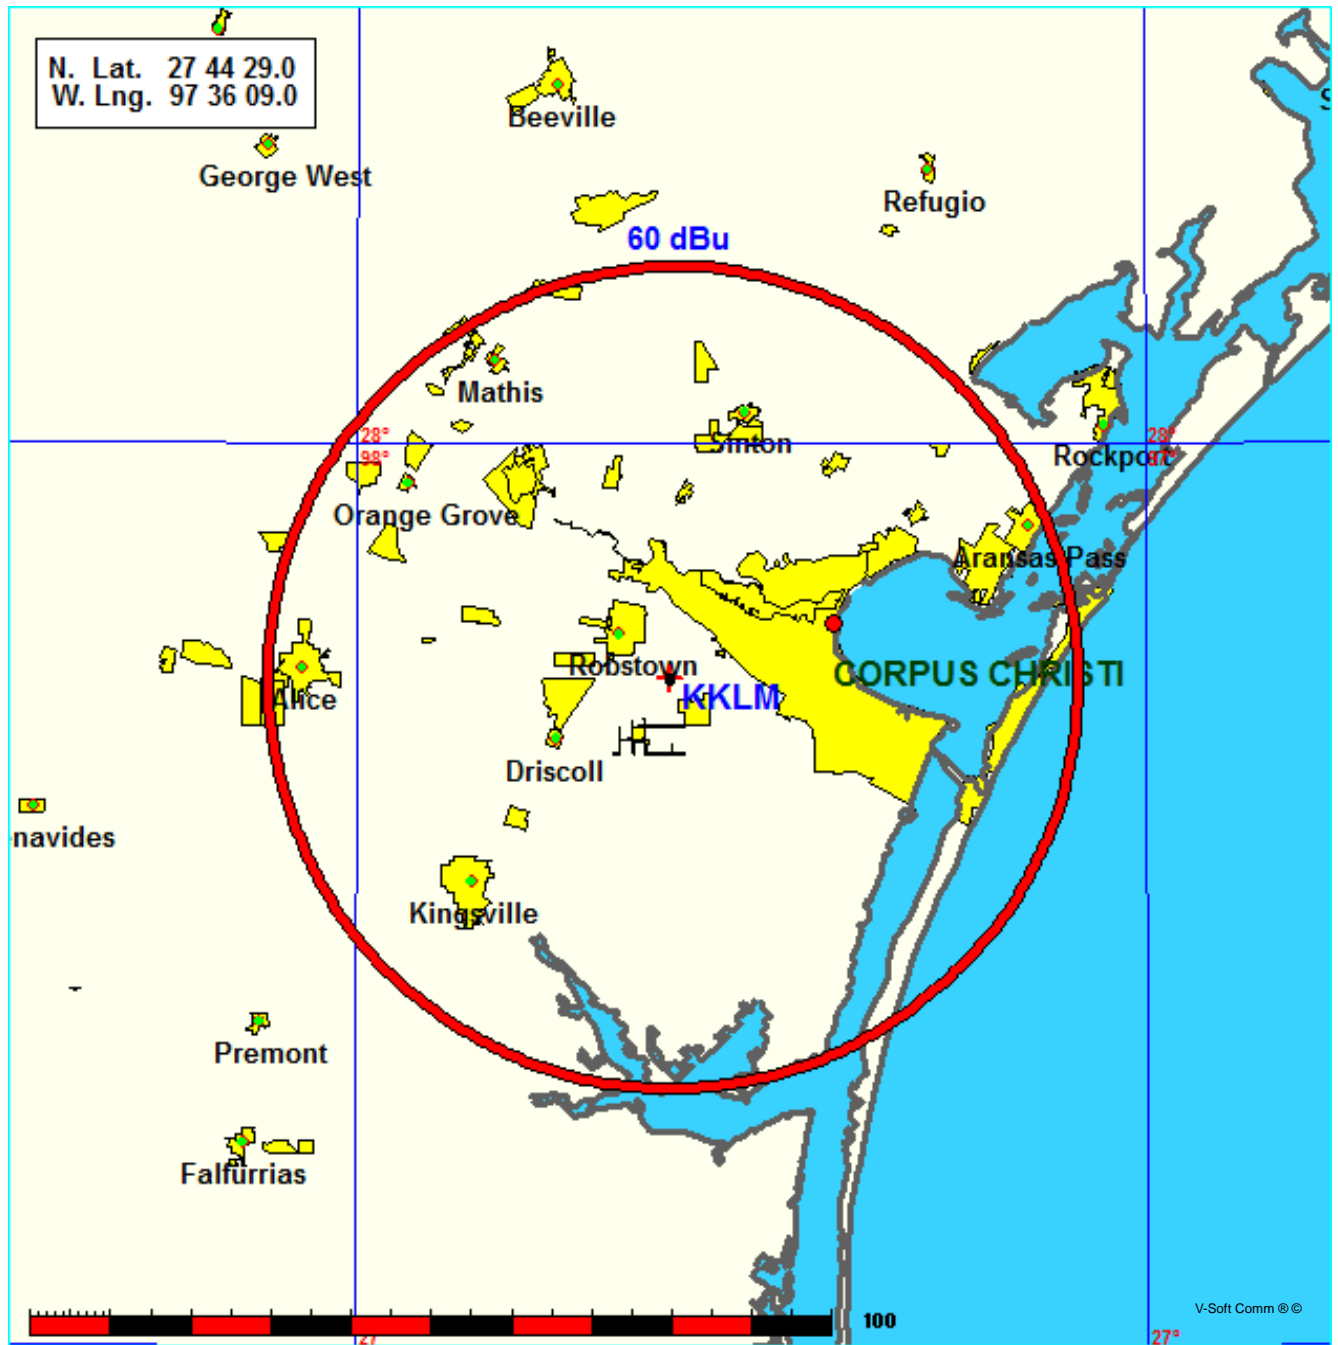 N. Lat. 27 44 29.0
W. Lng. 97 36 09.0
Beeville
George West
Refugio
60 dBu
Mathis
Sinton
28°
98°
28°
97°
Rockport
Orange Grove
Aransas Pass
Robstown
CORPUS CHRISTI
KKLM
Alice
Driscoll
navides
Kingsville
Premont
Falfurrias
V-Soft Comm ® ©
100
27
27°